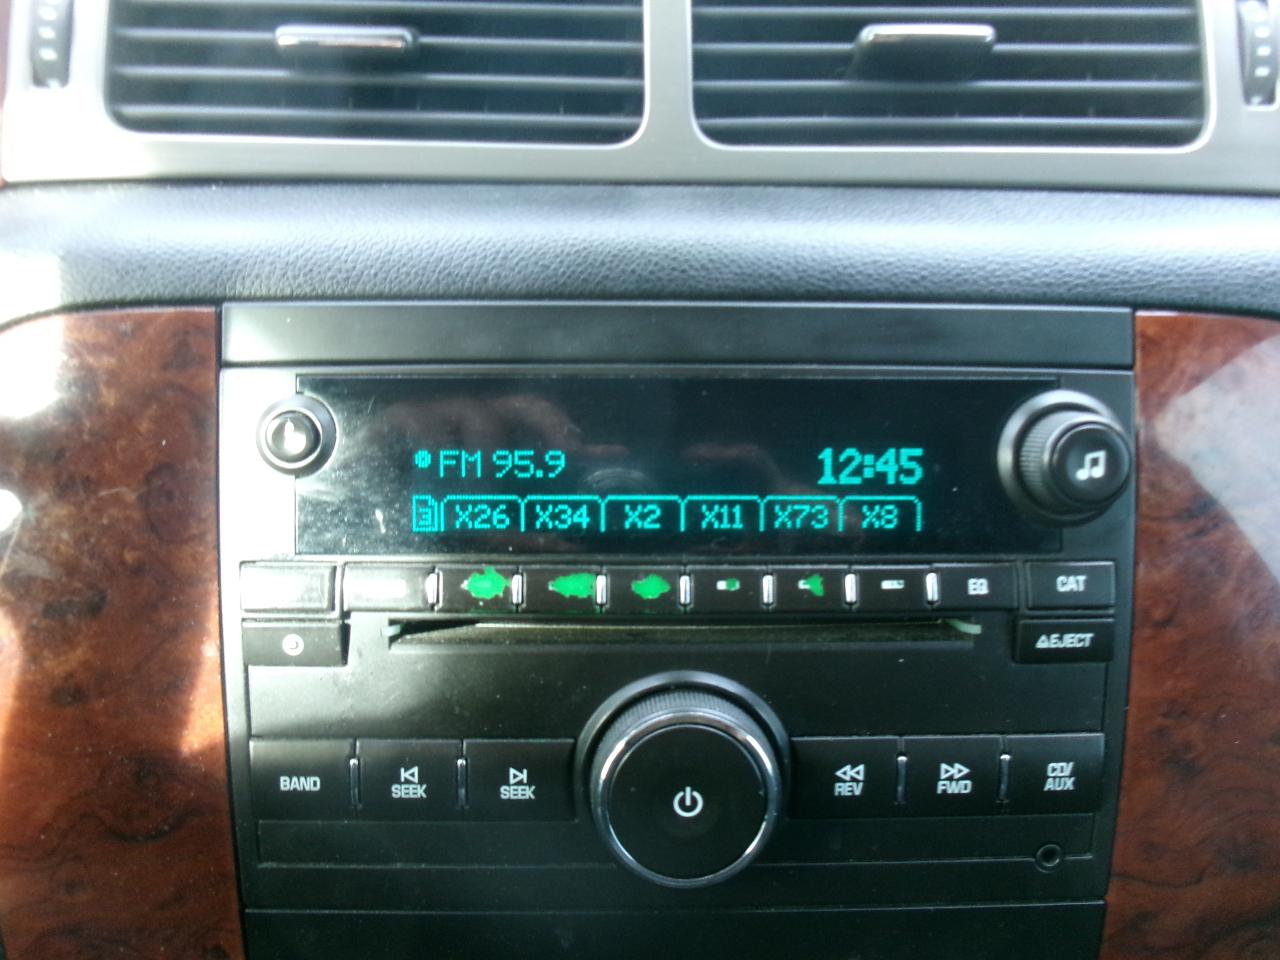 FM 95.9 12:45
3 X26 X34 X2 X11 X73 X8
EQ CAT
EJECT
BAND SEEK SEEK REV FWD CD/
AUX